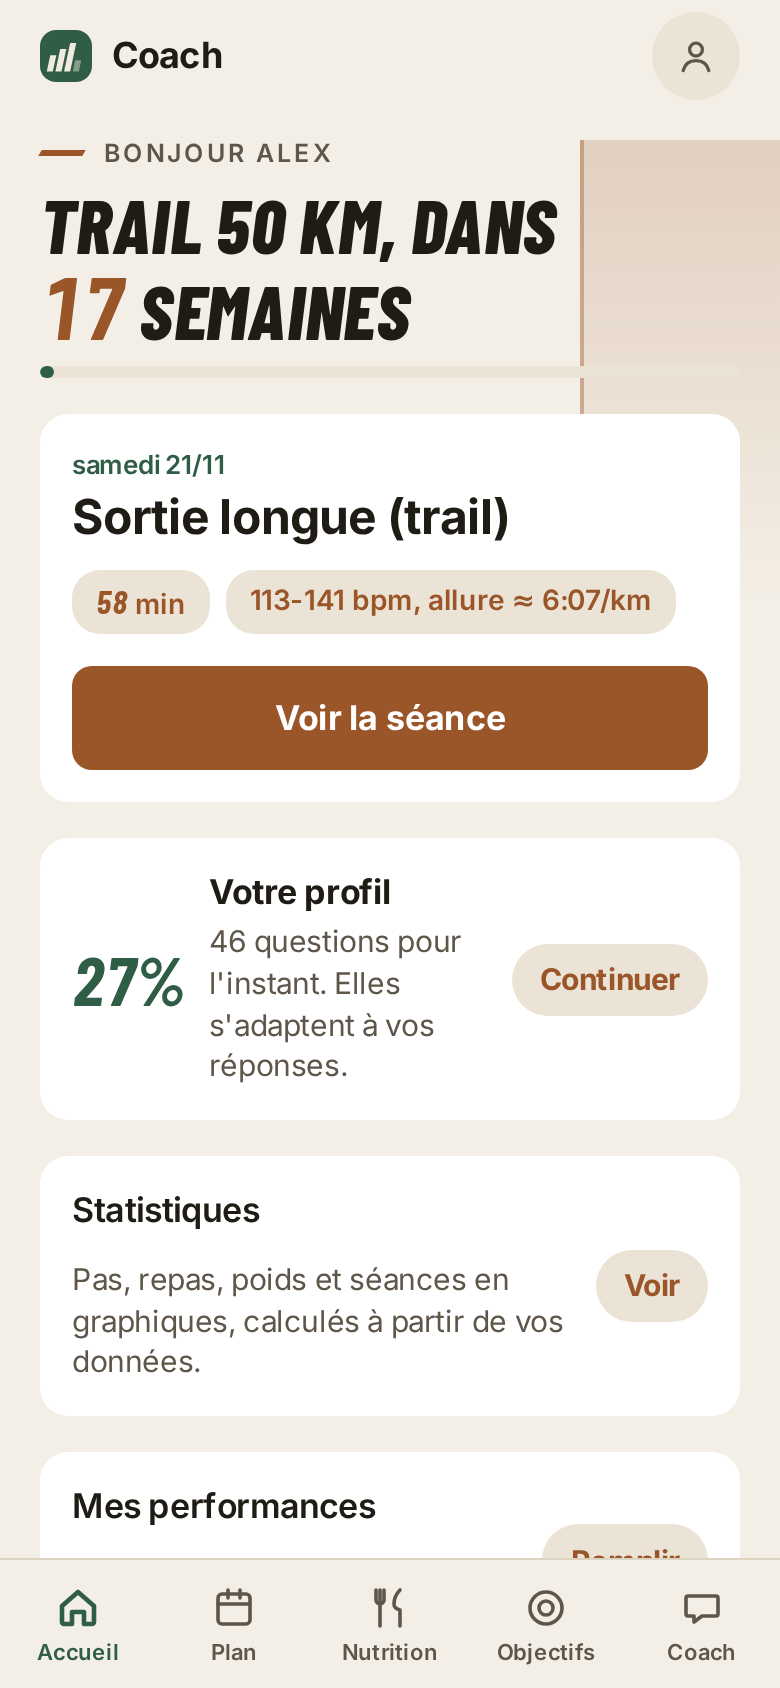 Coach
BONJOUR ALEX
TRAIL 50 KM, DANS
17 SEMAINES
samedi 21/11
Sortie longue (trail)
58 min
113-141 bpm, allure ≈ 6:07/km
Voir la séance
27%
Votre profil
46 questions pour
l'instant. Elles
s'adaptent à vos
réponses.
Continuer
Statistiques
Pas, repas, poids et séances en
graphiques, calculés à partir de vos
données.
Voir
Mes performances
Remplir
Accueil
Plan
Nutrition
Objectifs
Coach